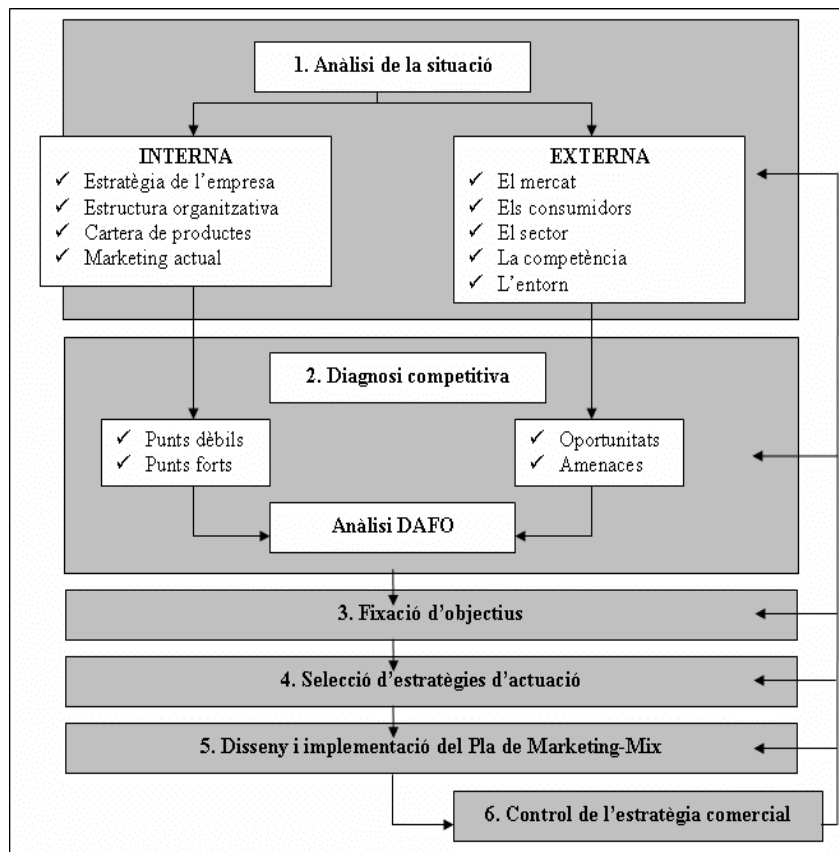 1. Anàlisi de la situació
INTERNA
✓ Estratègia de l'empresa
✓ Estructura organitzativa
✓ Cartera de productes
✓ Marketing actual
EXTERNA
✓ El mercat
✓ Els consumidors
✓ El sector
✓ La competència
✓ L'entorn
2. Diagnosi competitiva
✓ Punts dèbils
✓ Punts forts
✓ Oportunitats
✓ Amenaces
Anàlisi DAFO
3. Fixació d'objectius
4. Selecció d'estratègies d'actuació
5. Disseny i implementació del Pla de Marketing-Mix
6. Control de l'estratègia comercial